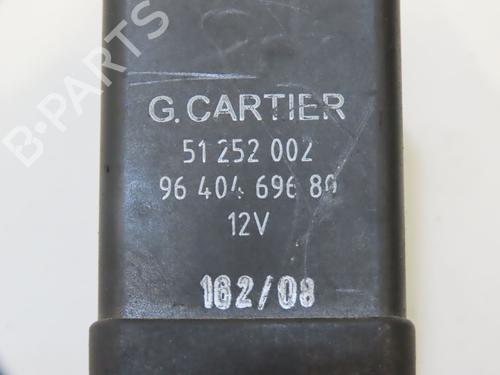 B-PARTS
G. CARTIER
51 252 002
96 404 696 80
12V
162/08